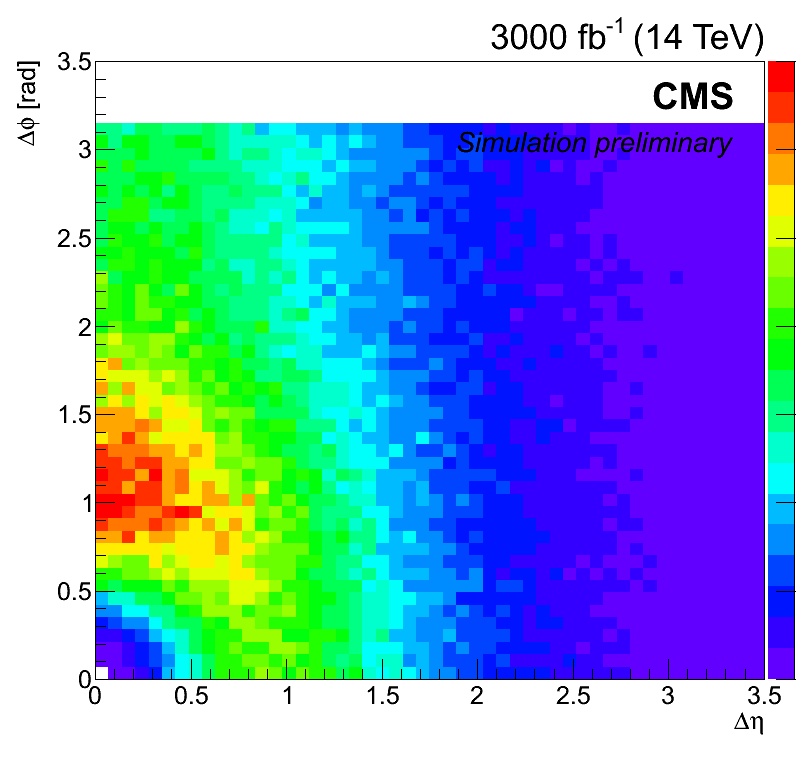 3000 fb-1 (14 TeV)
CMS
Simulation preliminary
Δϕ [rad]
3.5
3
2.5
2
1.5
1
0.5
0
0 0.5 1 1.5 2 2.5 3 3.5
Δη